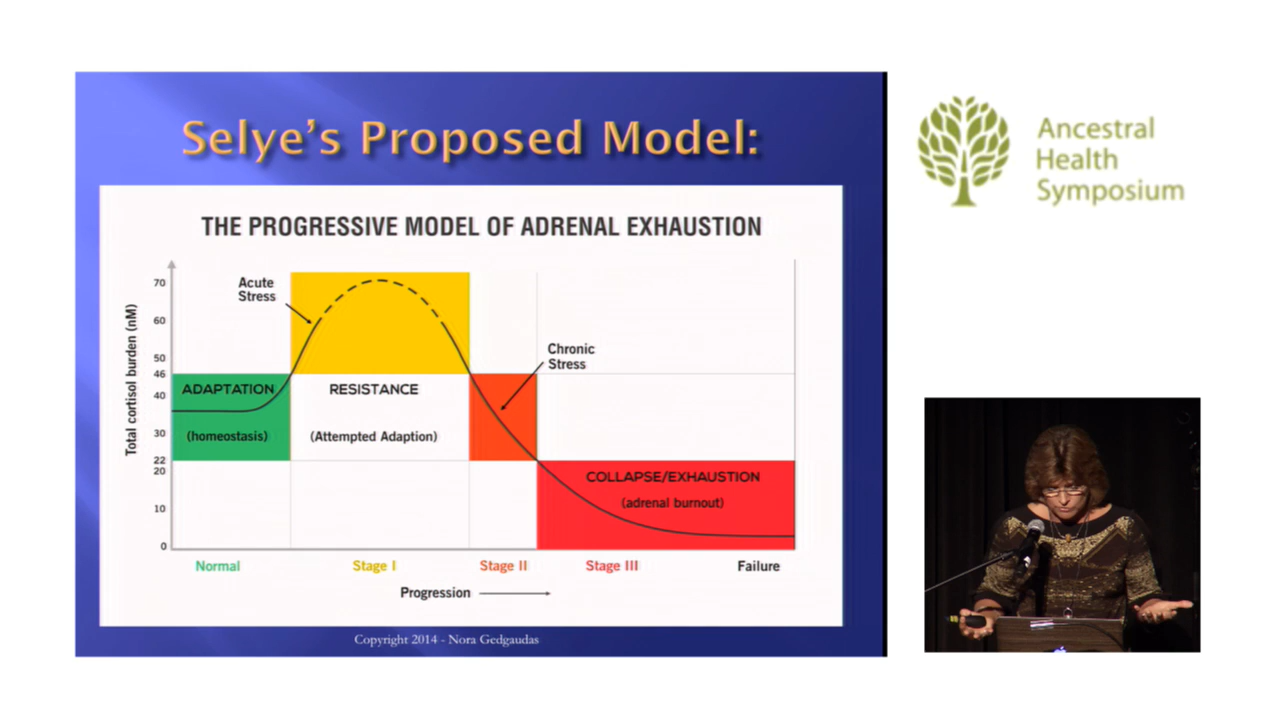 Selye's Proposed Model:
THE PROGRESSIVE MODEL OF ADRENAL EXHAUSTION
Total cortisol burden (nM)
70
60
50
46
40
30
22
20
10
0
Acute
Stress
Chronic
Stress
ADAPTATION
(homeostasis)
RESISTANCE
(Attempted Adaption)
COLLAPSE/EXHAUSTION
(adrenal burnout)
Normal
Stage I
Stage II
Stage III
Failure
Progression
Copyright 2014 - Nora Gedgaudas
Ancestral
Health
Symposium